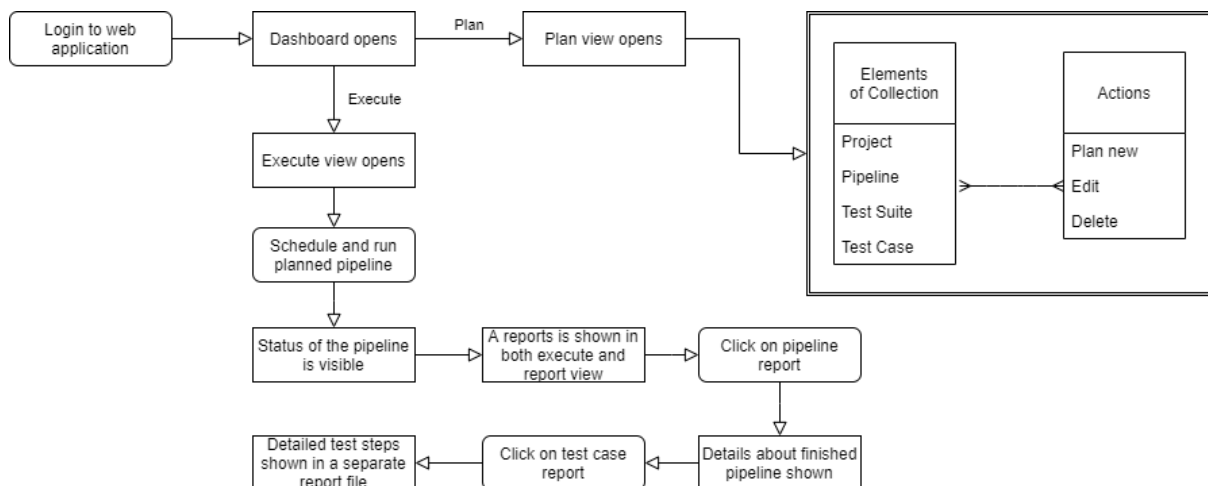 Login to web
application
Dashboard opens
Plan
Plan view opens
Elements
of Collection
Project
Pipeline
Test Suite
Test Case
Actions
Plan new
Edit
Delete
Execute
Execute view opens
Schedule and run
planned pipeline
Status of the pipeline
is visible
A reports is shown in
both execute and
report view
Click on pipeline
report
Details about finished
pipeline shown
Click on test case
report
Detailed test steps
shown in a separate
report file